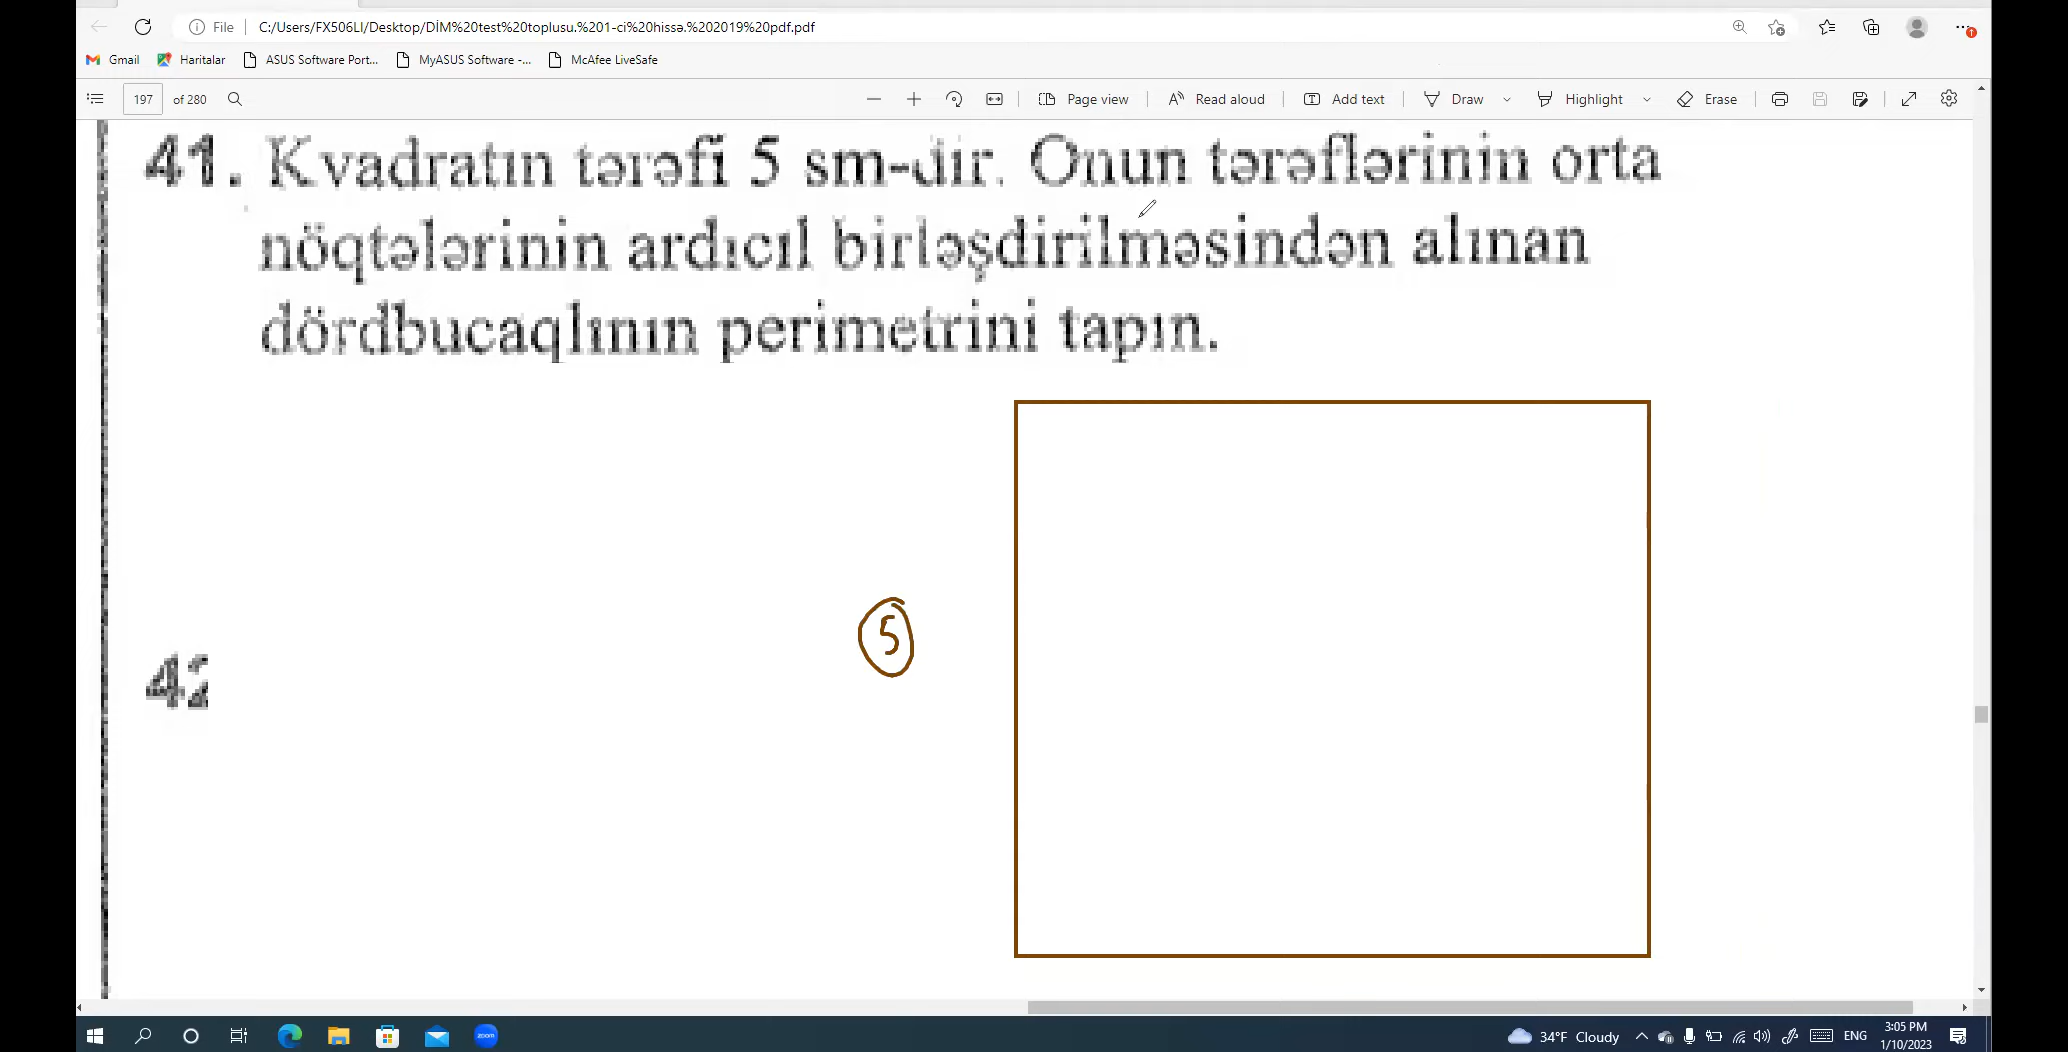 File C:/Users/FX506LI/Desktop/DİM%20test%20toplusu.%201-ci%20hissə.%202019%20pdf.pdf
Gmail Haritalar ASUS Software Port... MyASUS Software -... McAfee LiveSafe
197 of 280 Page view Read aloud Add text Draw Highlight Erase
41. Kvadratın tərəfi 5 sm-dir. Onun tərəflərinin orta
nöqtələrinin ardıcıl birləşdirilməsindən alınan
dördbucaqlının perimetrini tapın.
5
42
zoom 34°F Cloudy ENG 3:05 PM
1/10/2023